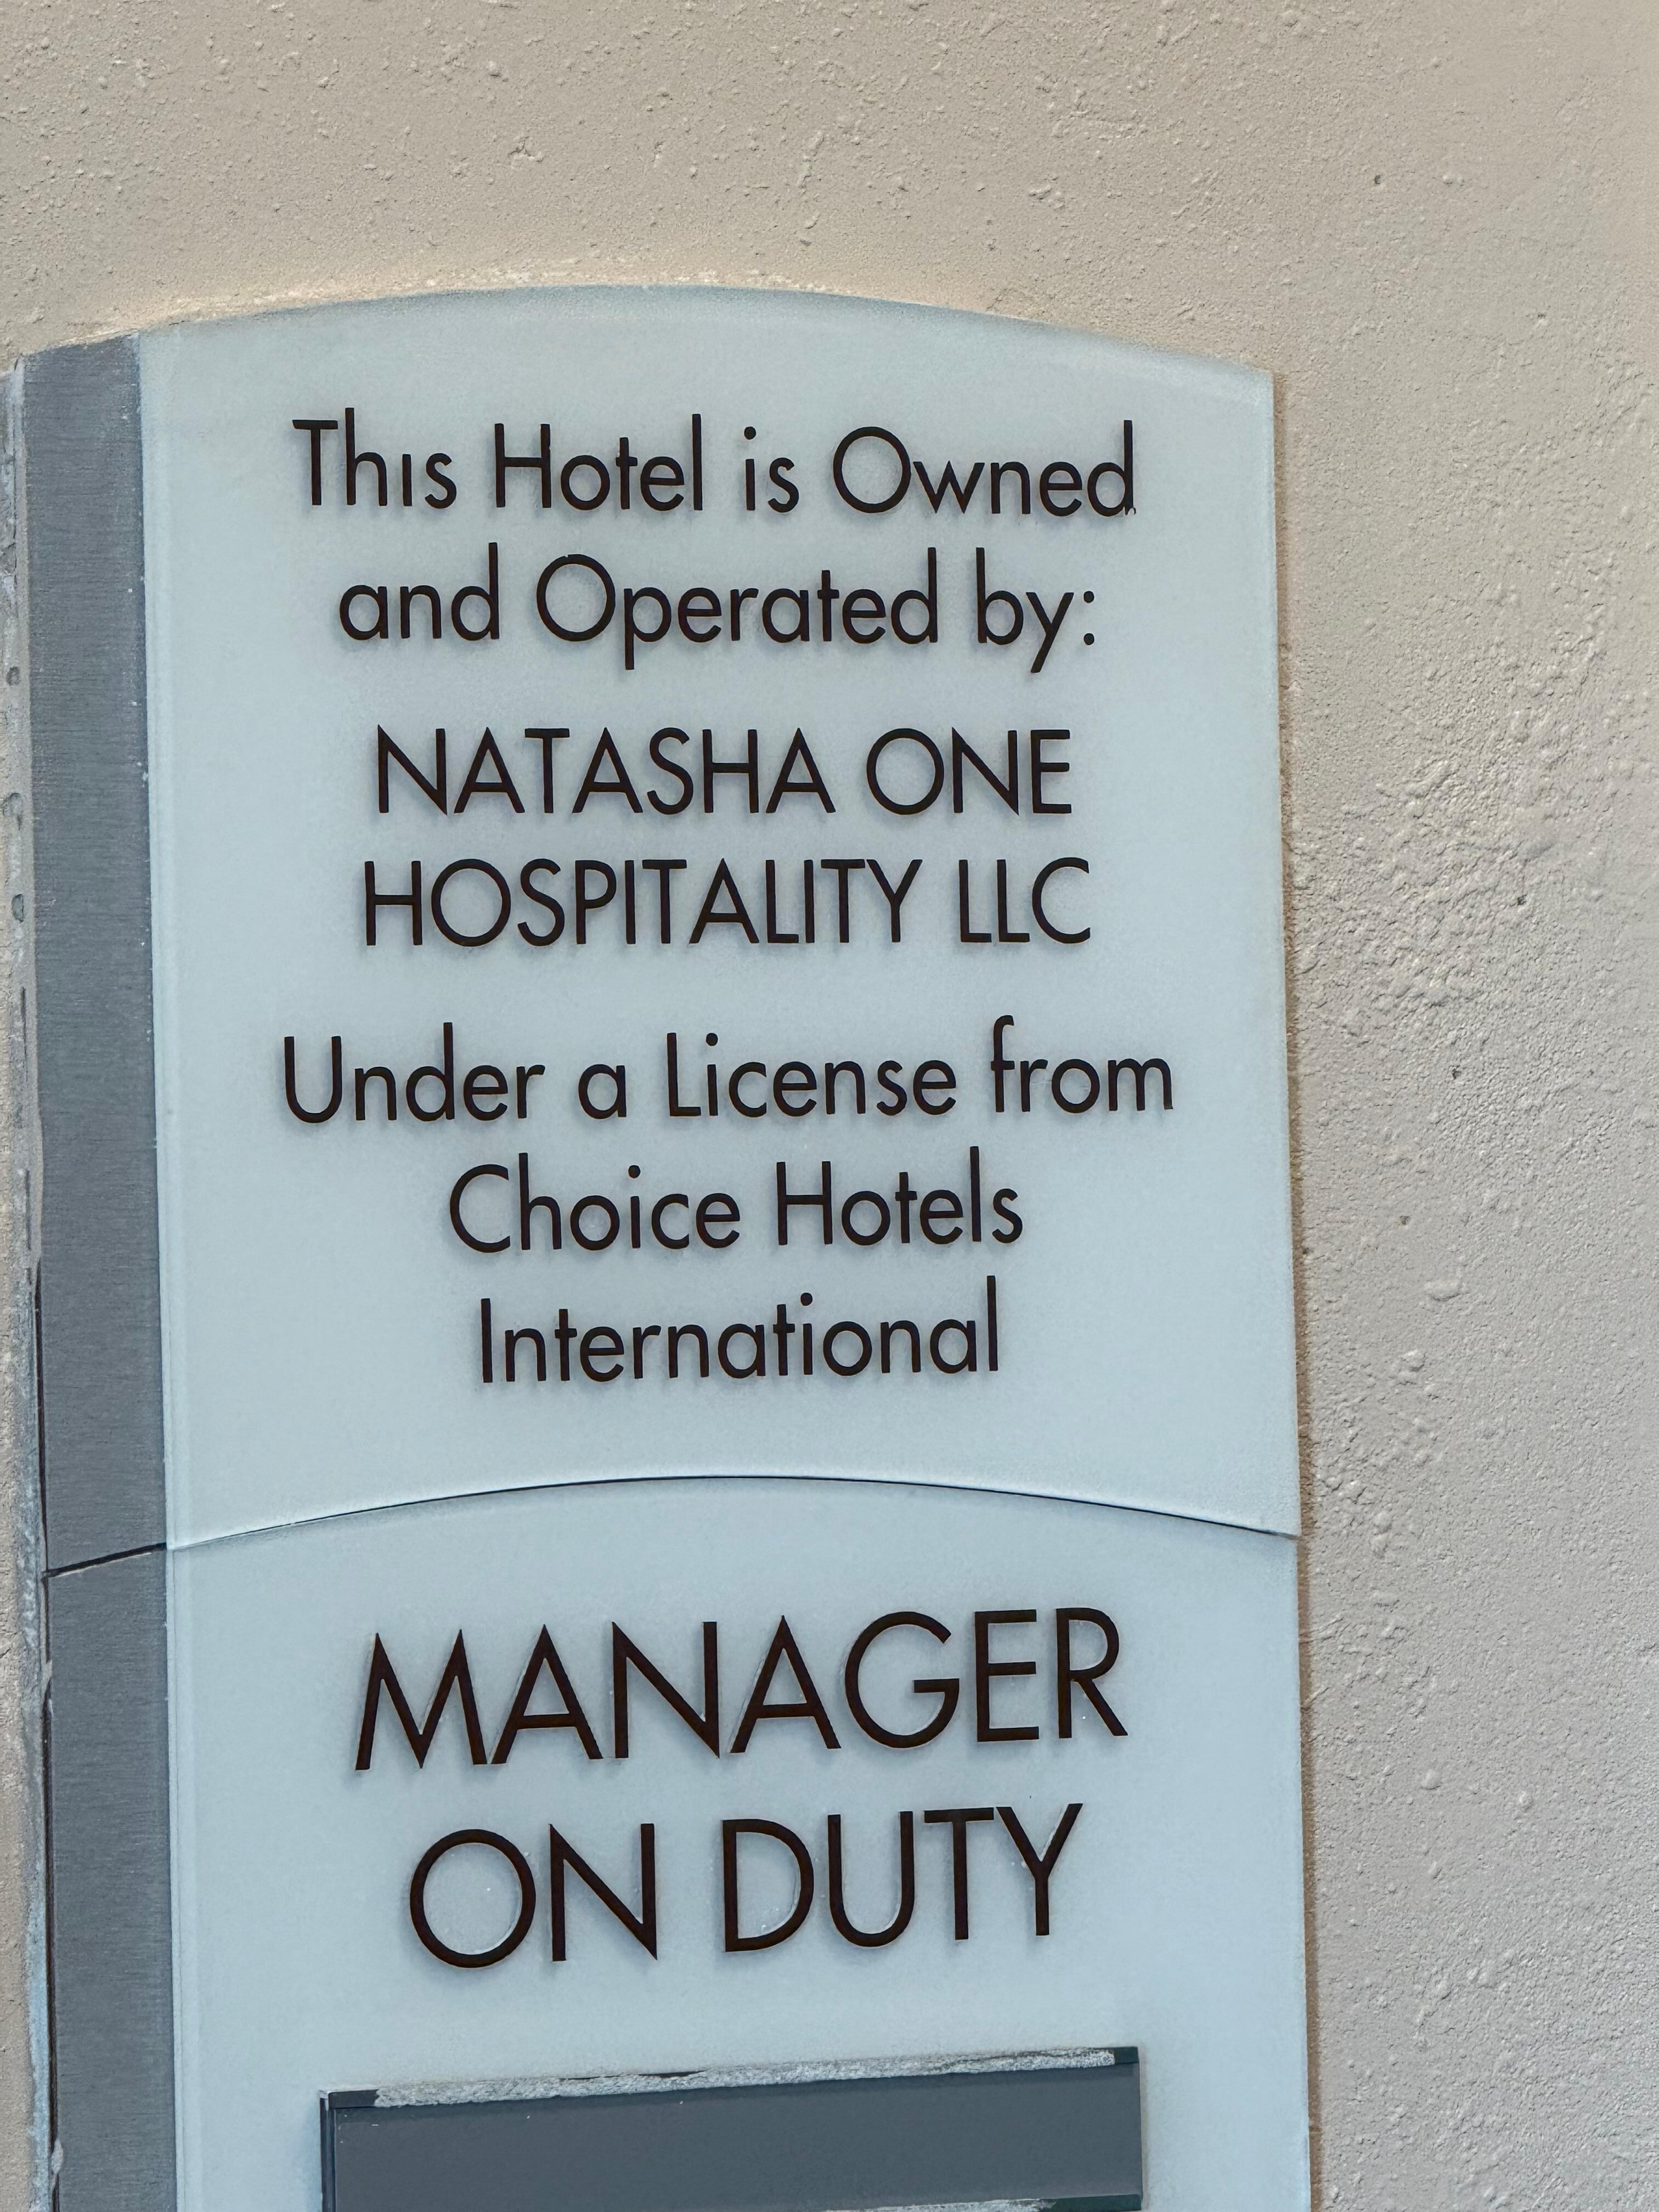 This Hotel is Owned
and Operated by:
NATASHA ONE
HOSPITALITY LLC
Under a License from
Choice Hotels
International
MANAGER
ON DUTY